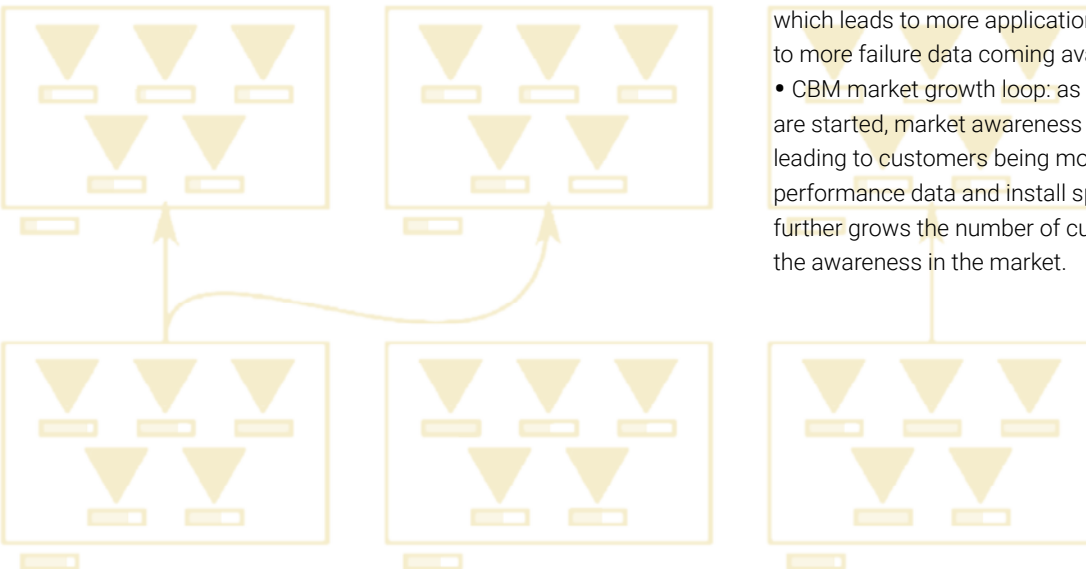 which leads to more application
to more failure data coming ava
• CBM market growth loop: as
are started, market awareness
leading to customers being mo
performance data and install sp
further grows the number of cu
the awareness in the market.